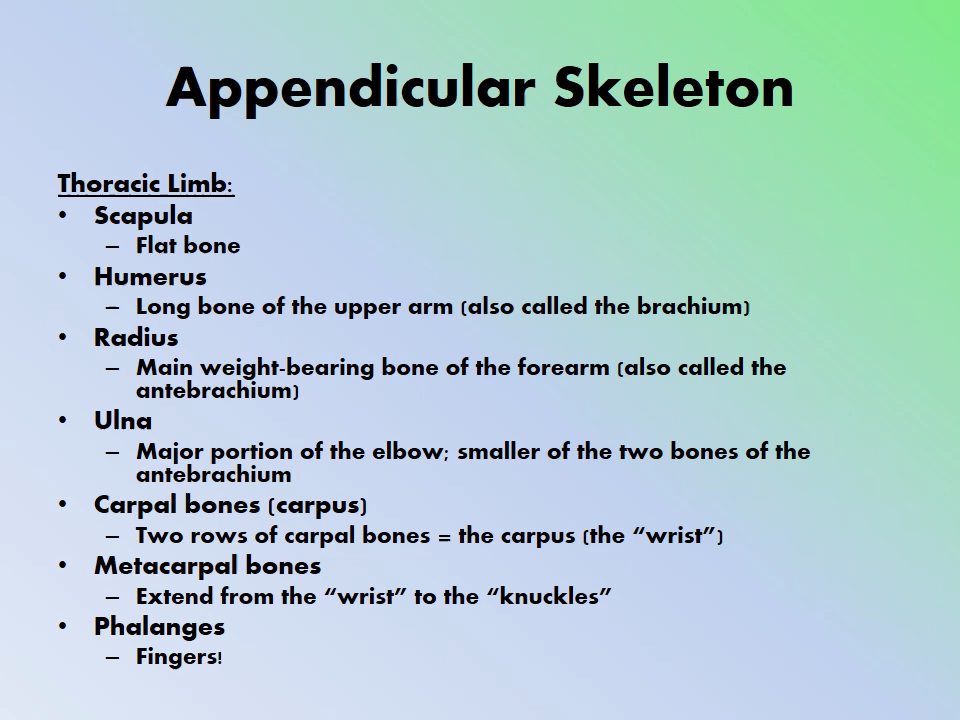 Appendicular Skeleton
Thoracic Limb:
• Scapula
– Flat bone
• Humerus
– Long bone of the upper arm (also called the brachium)
• Radius
– Main weight-bearing bone of the forearm (also called the
antebrachium)
• Ulna
– Major portion of the elbow; smaller of the two bones of the
antebrachium
• Carpal bones (carpus)
– Two rows of carpal bones = the carpus (the “wrist”)
• Metacarpal bones
– Extend from the “wrist” to the “knuckles”
• Phalanges
– Fingers!